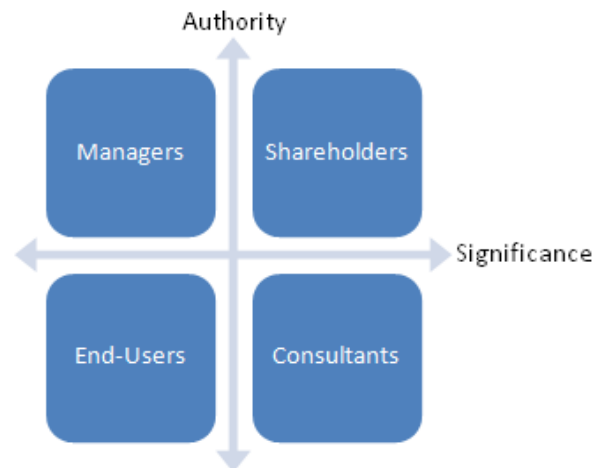 Authority
Managers
Shareholders
Significance
End-Users
Consultants